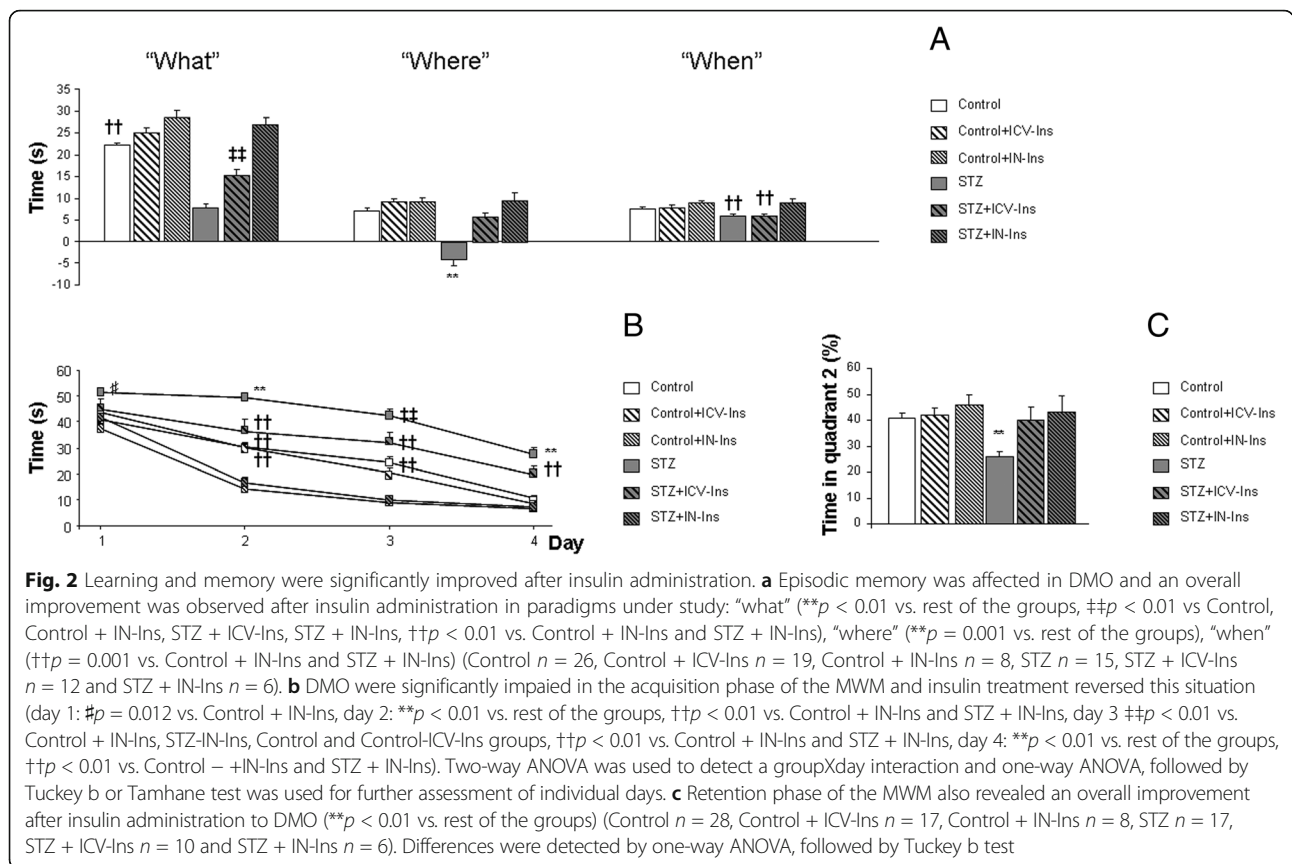 A
"What" "Where" "When"
Time (s)
35
30
25
20
15
10
5
0
-5
-10
††
‡‡
**
††
††
Control
Control+ICV-Ins
Control+IN-Ins
STZ
STZ+ICV-Ins
STZ+IN-Ins
B
Time (s)
60
50
40
30
20
10
0
♯
**
††
‡‡
††
‡‡
††
‡‡
**
††
1 2 3 4 Day
Control
Control+ICV-Ins
Control+IN-Ins
STZ
STZ+ICV-Ins
STZ+IN-Ins
C
Time in quadrant 2 (%)
60
50
40
30
20
10
0
**
Control
Control+ICV-Ins
Control+IN-Ins
STZ
STZ+ICV-Ins
STZ+IN-Ins
Fig. 2 Learning and memory were significantly improved after insulin administration. a Episodic memory was affected in DMO and an overall
improvement was observed after insulin administration in paradigms under study: "what" (**p < 0.01 vs. rest of the groups, ‡‡p < 0.01 vs Control,
Control + IN-Ins, STZ + ICV-Ins, STZ + IN-Ins, ††p < 0.01 vs. Control + IN-Ins and STZ + IN-Ins), "where" (**p = 0.001 vs. rest of the groups), "when"
(††p = 0.001 vs. Control + IN-Ins and STZ + IN-Ins) (Control n = 26, Control + ICV-Ins n = 19, Control + IN-Ins n = 8, STZ n = 15, STZ + ICV-Ins
n = 12 and STZ + IN-Ins n = 6). b DMO were significantly impaied in the acquisition phase of the MWM and insulin treatment reversed this situation
(day 1: ♯p = 0.012 vs. Control + IN-Ins, day 2: **p < 0.01 vs. rest of the groups, ††p < 0.01 vs. Control + IN-Ins and STZ + IN-Ins, day 3 ‡‡p < 0.01 vs.
Control + IN-Ins, STZ-IN-Ins, Control and Control-ICV-Ins groups, ††p < 0.01 vs. Control + IN-Ins and STZ + IN-Ins, day 4: **p < 0.01 vs. rest of the groups,
††p < 0.01 vs. Control − +IN-Ins and STZ + IN-Ins). Two-way ANOVA was used to detect a groupXday interaction and one-way ANOVA, followed by
Tuckey b or Tamhane test was used for further assessment of individual days. c Retention phase of the MWM also revealed an overall improvement
after insulin administration to DMO (**p < 0.01 vs. rest of the groups) (Control n = 28, Control + ICV-Ins n = 17, Control + IN-Ins n = 8, STZ n = 17,
STZ + ICV-Ins n = 10 and STZ + IN-Ins n = 6). Differences were detected by one-way ANOVA, followed by Tuckey b test